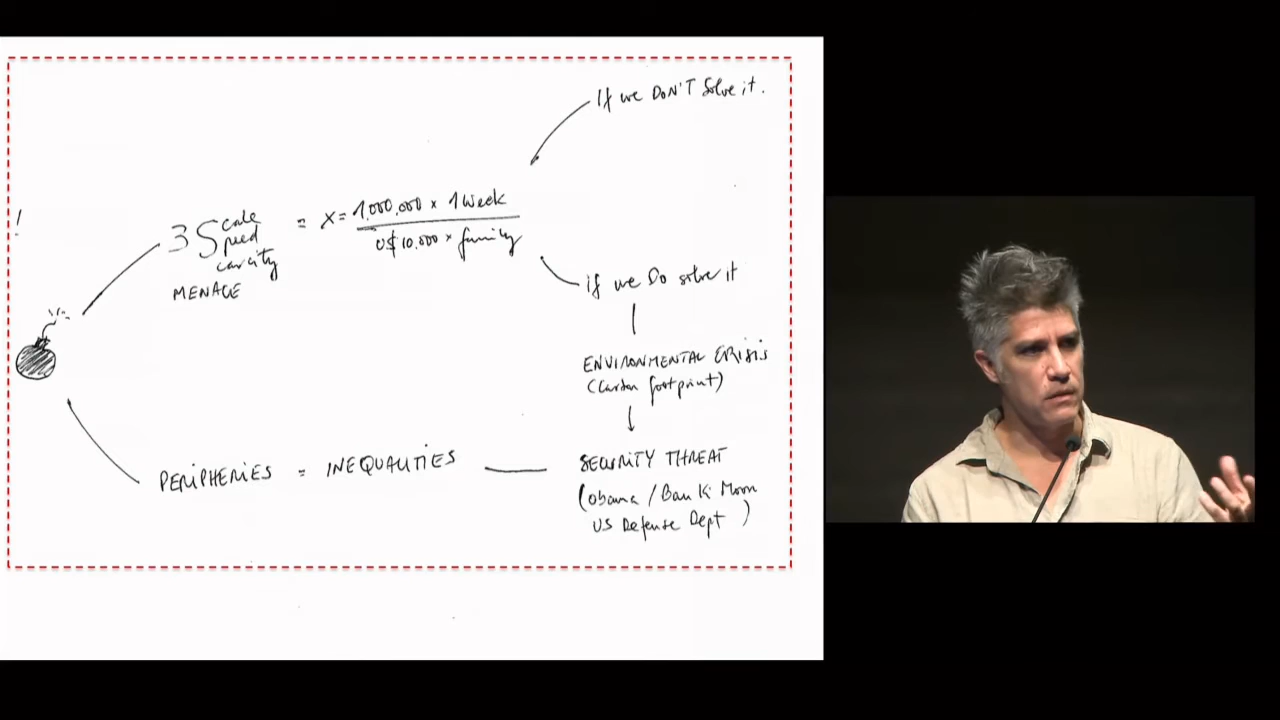 If we DON'T Solve it.
!
3 Scale
Speed
Scarcity
MENACE
= X = 1,000,000 × 1 Week
US$ 10.000 × family
if we Do solve it
ENVIRONMENTAL CRISIS
(Carbon footprint)
PERIPHERIES = INEQUALITIES
SECURITY THREAT
(Obama / Ban Ki Moon
US Defense Dept )